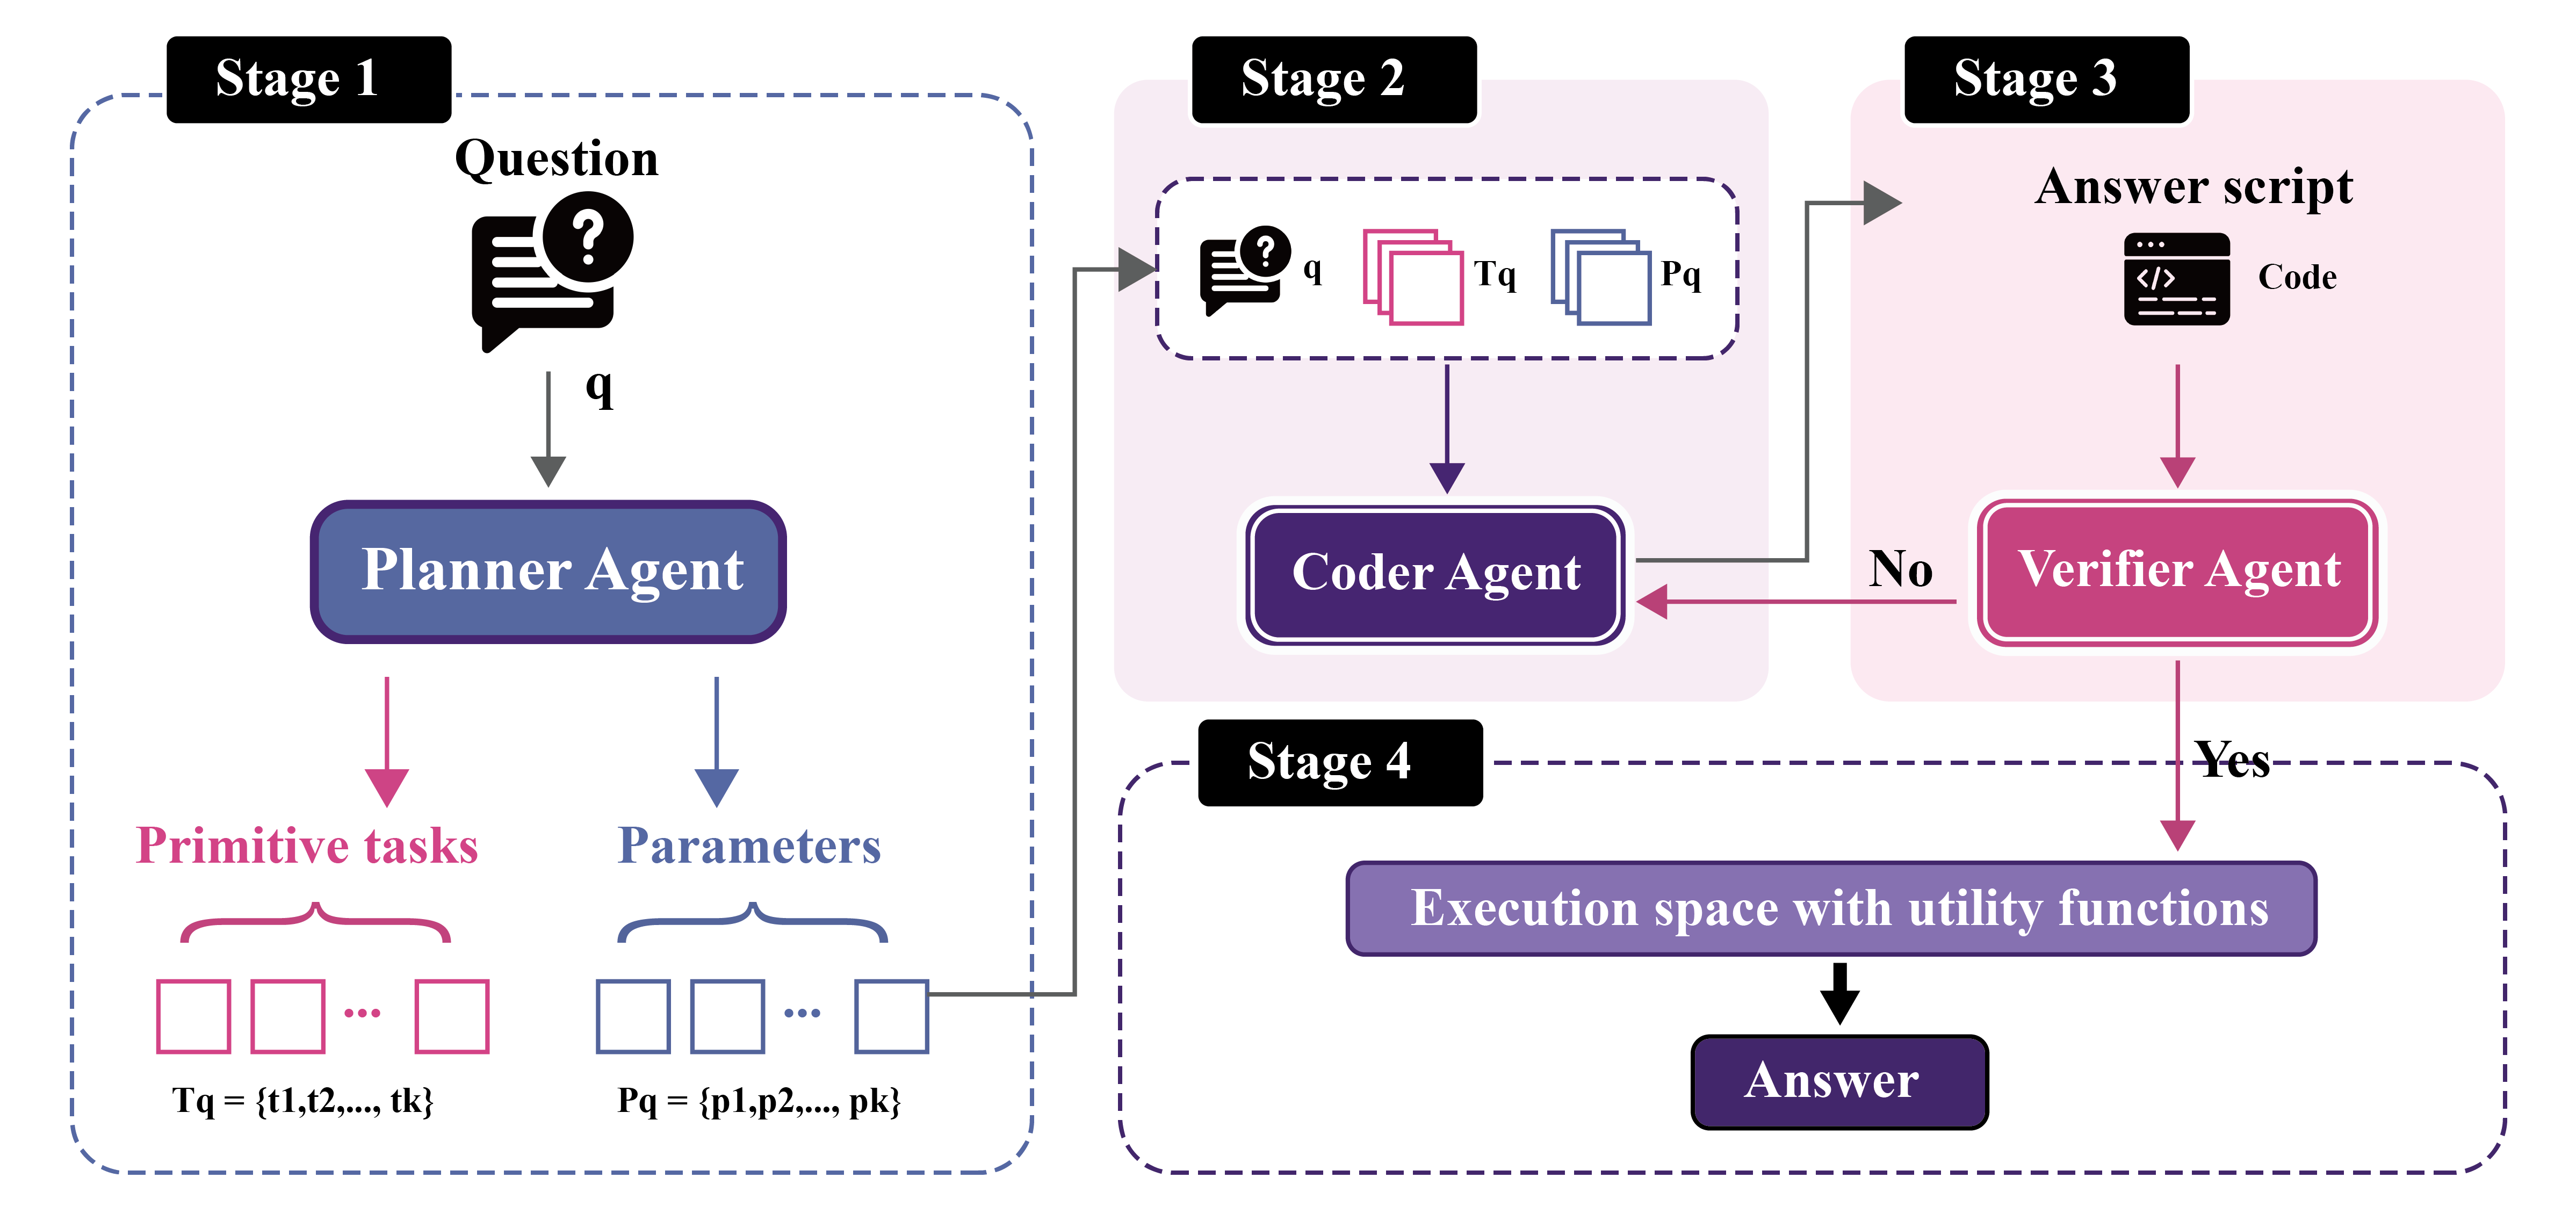 Stage 1
Question
?
q
Planner Agent
Primitive tasks
Parameters
...
...
Tq = {t1,t2,..., tk}
Pq = {p1,p2,..., pk}
Stage 2
?
q
Tq
Pq
Coder Agent
Stage 3
Answer script
</>
Code
Verifier Agent
No
Yes
Stage 4
Execution space with utility functions
Answer